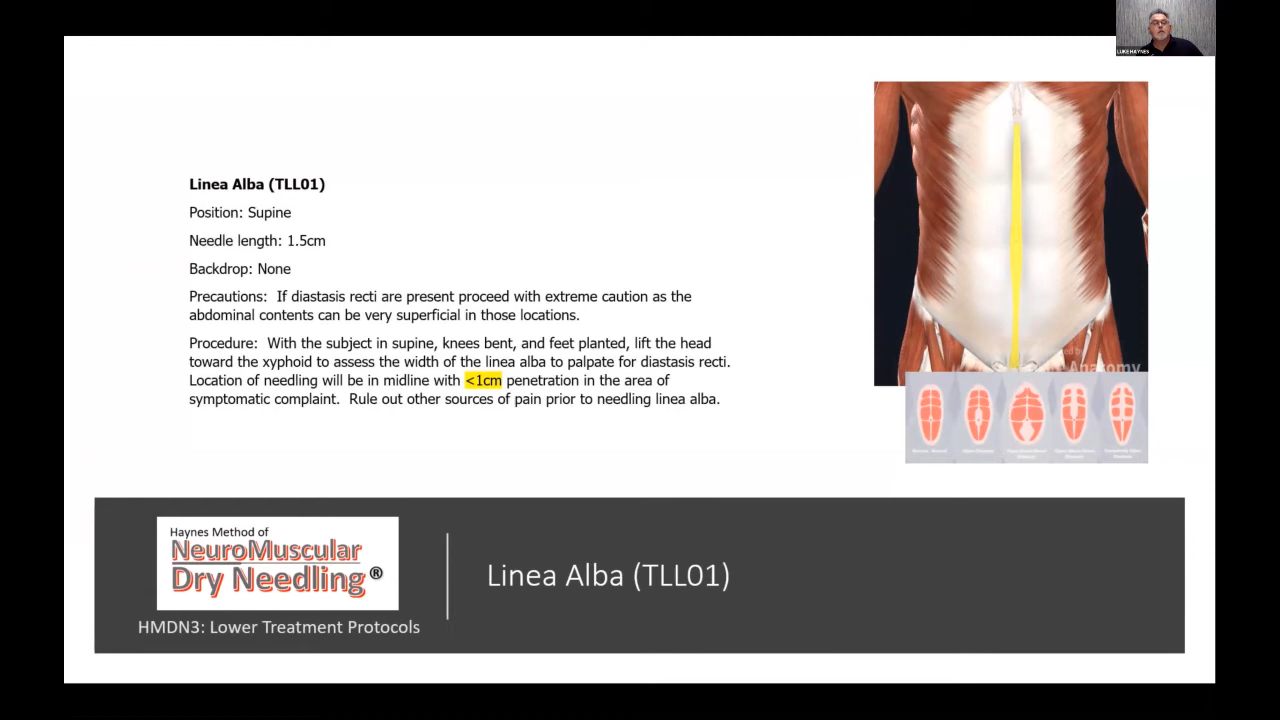 LUKE HAYNES
Linea Alba (TLL01)
Position: Supine
Needle length: 1.5cm
Backdrop: None
Precautions:  If diastasis recti are present proceed with extreme caution as the
abdominal contents can be very superficial in those locations.
Procedure:  With the subject in supine, knees bent, and feet planted, lift the head
toward the xyphoid to assess the width of the linea alba to palpate for diastasis recti.
Location of needling will be in midline with <1cm penetration in the area of
symptomatic complaint.  Rule out other sources of pain prior to needling linea alba.
Anatomy
Haynes Method of
NeuroMuscular
Dry Needling®
HMDN3: Lower Treatment Protocols
Linea Alba (TLL01)